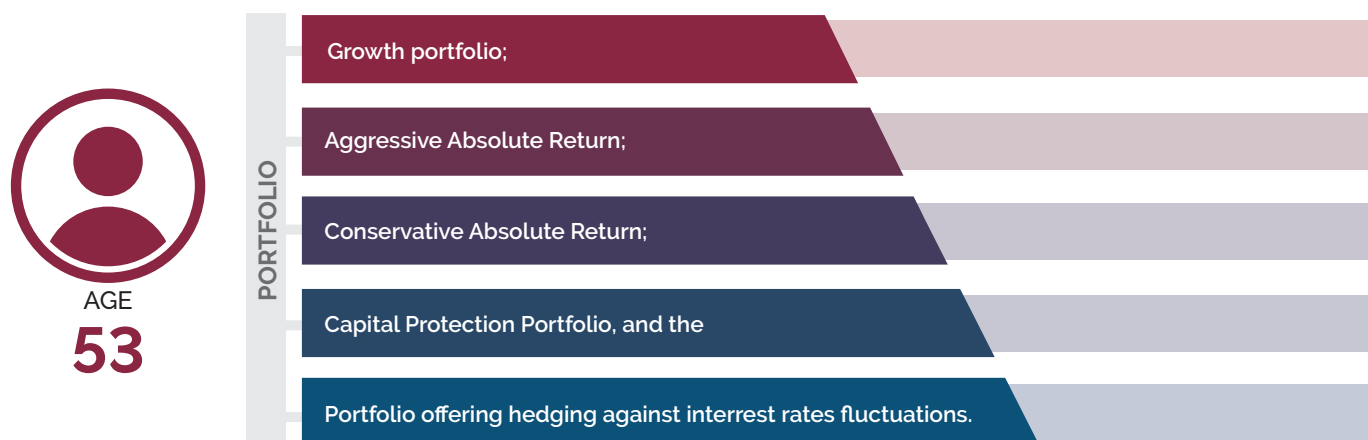 AGE
53
PORTFOLIO
Growth portfolio;
Aggressive Absolute Return;
Conservative Absolute Return;
Capital Protection Portfolio, and the
Portfolio offering hedging against interrest rates fluctuations.